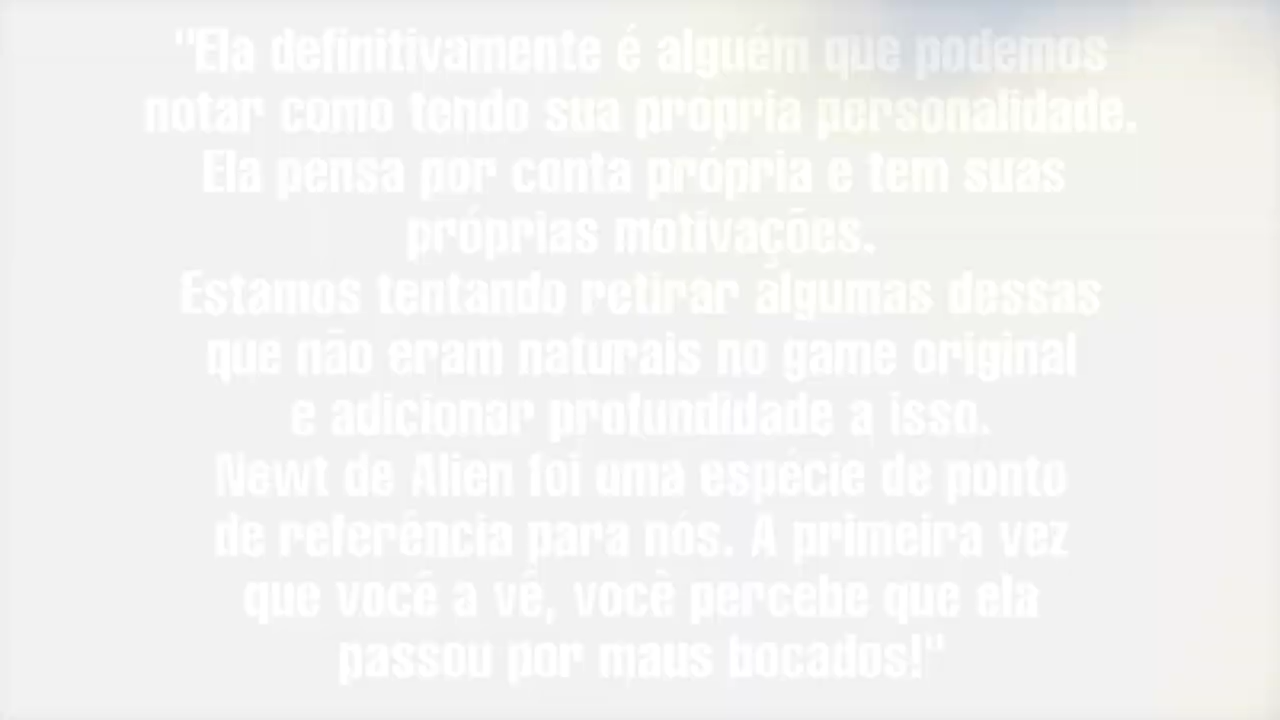 "Ela definitivamente é alguém que podemos
notar como tendo sua própria personalidade.
Ela pensa por conta própria e tem suas
próprias motivações.
Estamos tentando retirar algumas dessas
que não eram naturais no game original
e adicionar profundidade a isso.
Newt de Alien foi uma espécie de ponto
de referência para nós. A primeira vez
que você a vê, você percebe que ela
passou por maus bocados!"